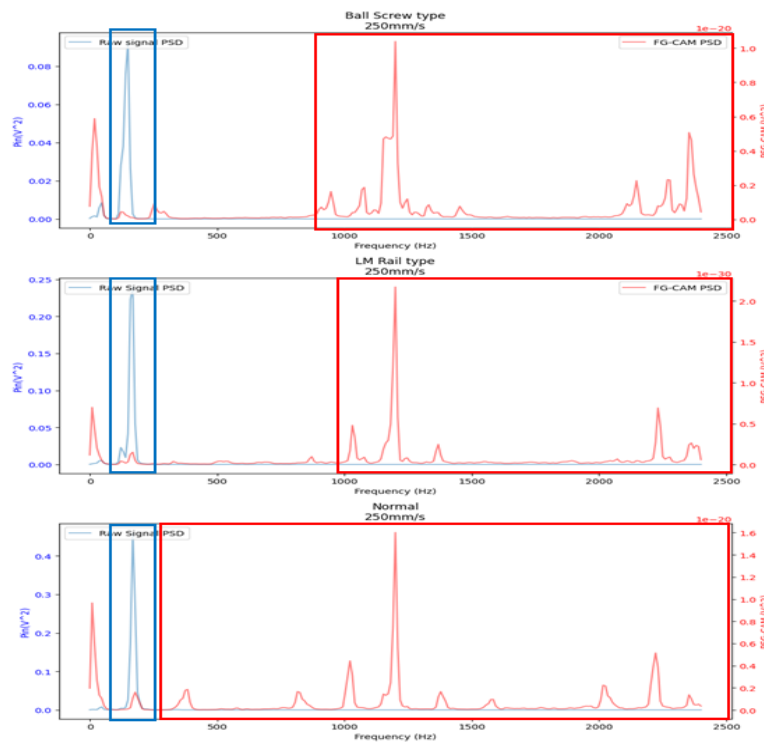 Ball Screw type
250mm/s
1e-20
Raw signal PSD
FG-CAM PSD
Pin(V^2)
0.08
0.06
0.04
0.02
0.00
1.0
0.8
0.6
0.4
0.2
0.0
0
500
1000
1500
2000
2500
Frequency (Hz)
LM Rail type
250mm/s
1e-30
Raw Signal PSD
FG-CAM PSD
Pin(V^2)
0.25
0.20
0.15
0.10
0.05
0.00
2.0
1.5
1.0
0.5
0.0
0
500
1000
1500
2000
2500
Frequency (Hz)
Normal
250mm/s
1e-20
Raw Signal PSD
Pin(V^2)
0.4
0.3
0.2
0.1
0.0
1.6
1.4
1.2
1.0
0.8
0.6
0.4
0.2
0.0
0
500
1000
1500
2000
2500
Frequency (Hz)